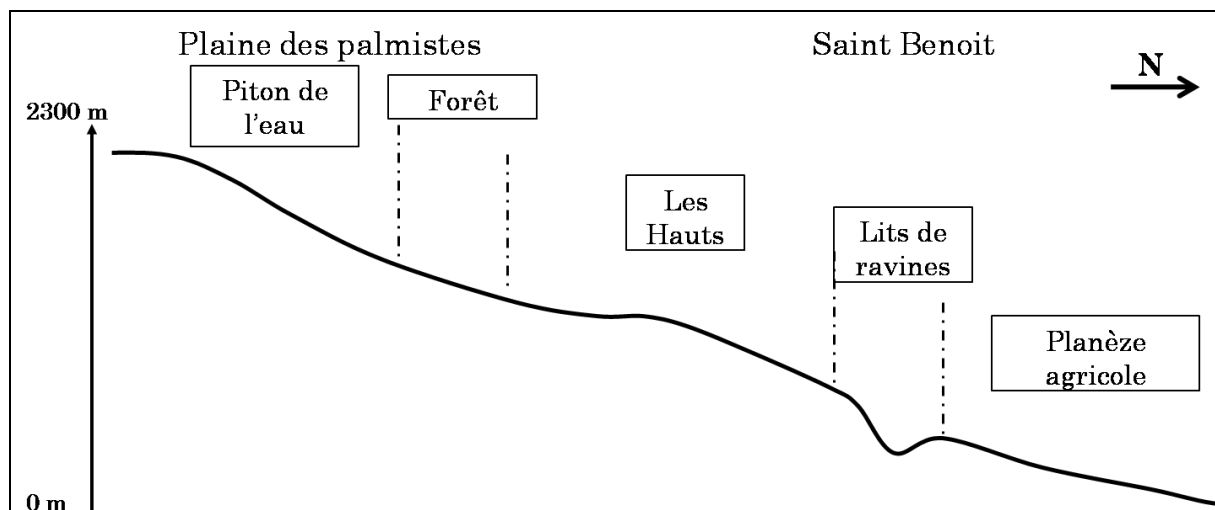 Plaine des palmistes
Saint Benoit
N
Piton de
l'eau
Forêt
2300 m
Les
Hauts
Lits de
ravines
Planèze
agricole
0 m